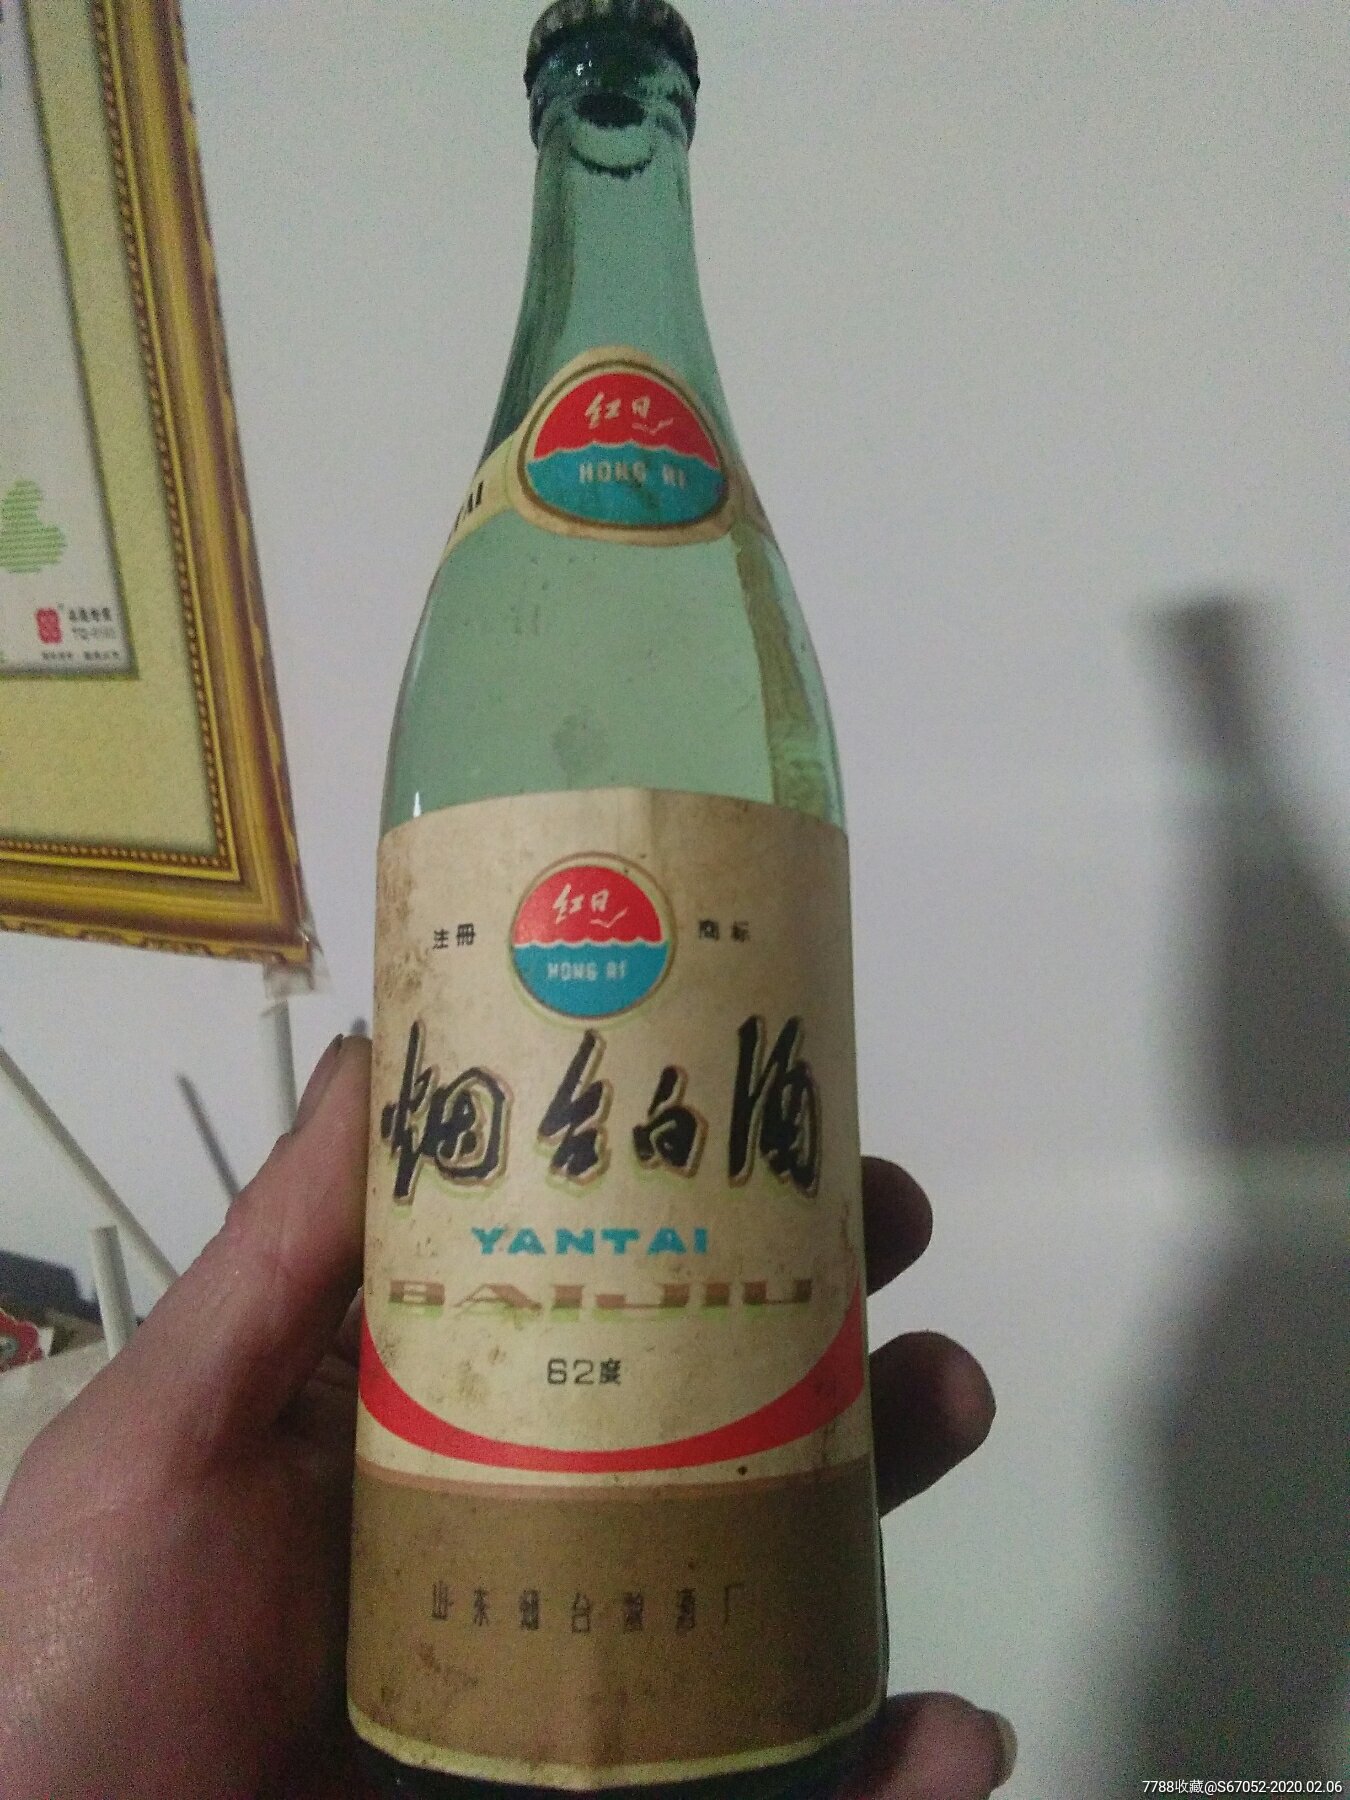 红日
HONG RI
TAI
红日
注册
商标
HONG RI
烟台白酒
YANTAI
BAIJIU
62度
山东烟台酿酒厂
7788收藏@S67052-2020.02.06